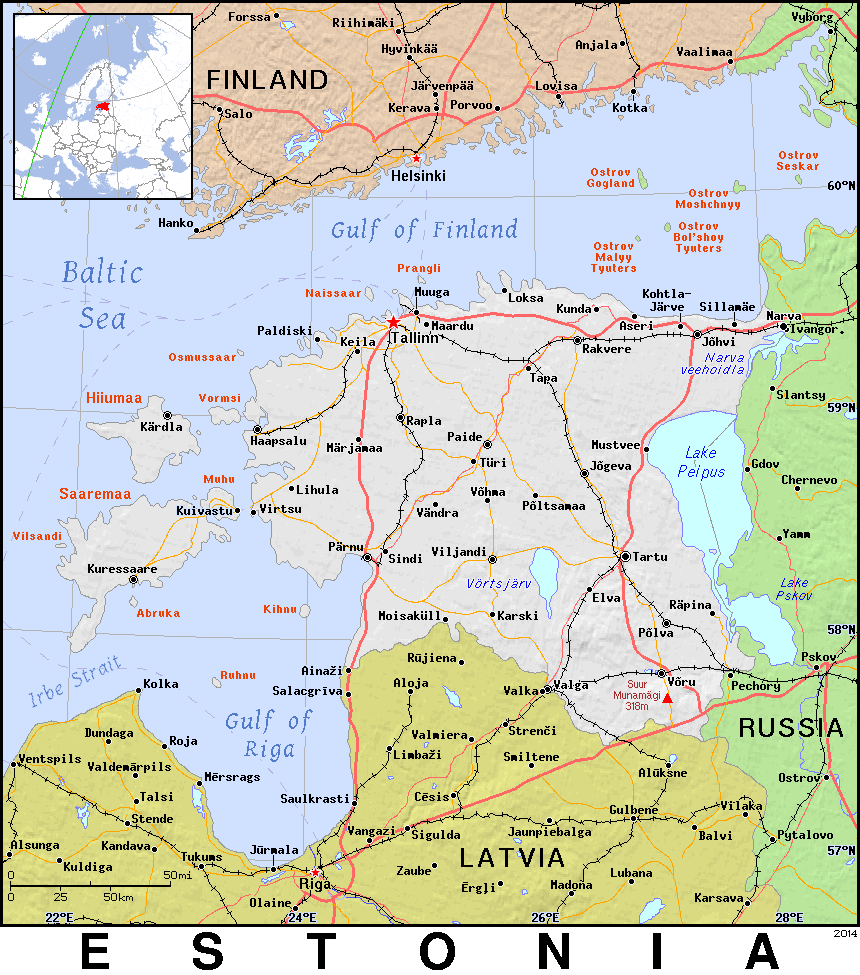 Forssa
Riihimäki
Hyvinkää
Anjala
Vyborg
Vaalimaa
FINLAND
Järvenpää
Lovisa
Salo
Kerava
Porvoo
Kotka
Helsinki
Ostrov
Seskar
Ostrov
Gogland
Ostrov
Moshchnyy
60°N
Hanko
Gulf of Finland
Ostrov
Bol'shoy
Tyuters
Ostrov
Malyy
Tyuters
Baltic
Sea
Prangli
Naissaar
Muuga
Loksa
Kunda
Kohtla-
Järve
Sillamäe
Narva
Paldiski
Maardu
Aseri
Ivangor.
Tallinn
Keila
Rakvere
Jõhvi
Osmussaar
Narva
veehoidla
Tapa
Hiiumaa
Vormsi
Slantsy
59°N
Kärdla
Rapla
Haapsalu
Paide
Märjamaa
Mustvee
Lake
Peipus
Türi
Jõgeva
Gdov
Muhu
Chernevo
Saaremaa
Lihula
Võhma
Põltsamaa
Kuivastu
Virtsu
Vändra
Vilsandi
Yamm
Pärnu
Sindi
Viljandi
Tartu
Kuressaare
Võrtsjärv
Lake
Pskov
Elva
Abruka
Kihnu
Räpina
Moisaküll
Karski
Põlva
58°N
Irbe Strait
Ruhnu
Rūjiena
Pskov
Ainaži
Võru
Kolka
Salacgrīva
Aloja
Valka
Valga
Suur
Munamägi
318m
Pechory
Gulf of
Riga
RUSSIA
Dundaga
Roja
Valmiera
Strenči
Ventspils
Valdemārpils
Mērsrags
Limbaži
Smiltene
Alūksne
Ostrov
Talsi
Saulkrasti
Cēsis
Stende
Gulbene
Vilaka
Vangazi
Sigulda
Jaunpiebalga
Balvi
Pytalovo
Alsunga
Kandava
Jūrmala
LATVIA
57°N
Kuldiga
Tukums
Zaube
Lubana
0
50mi
Riga
Ērgļi
Madona
0
25
50km
Karsava
Olaine
22°E
24°E
26°E
28°E
2014
ESTONIA